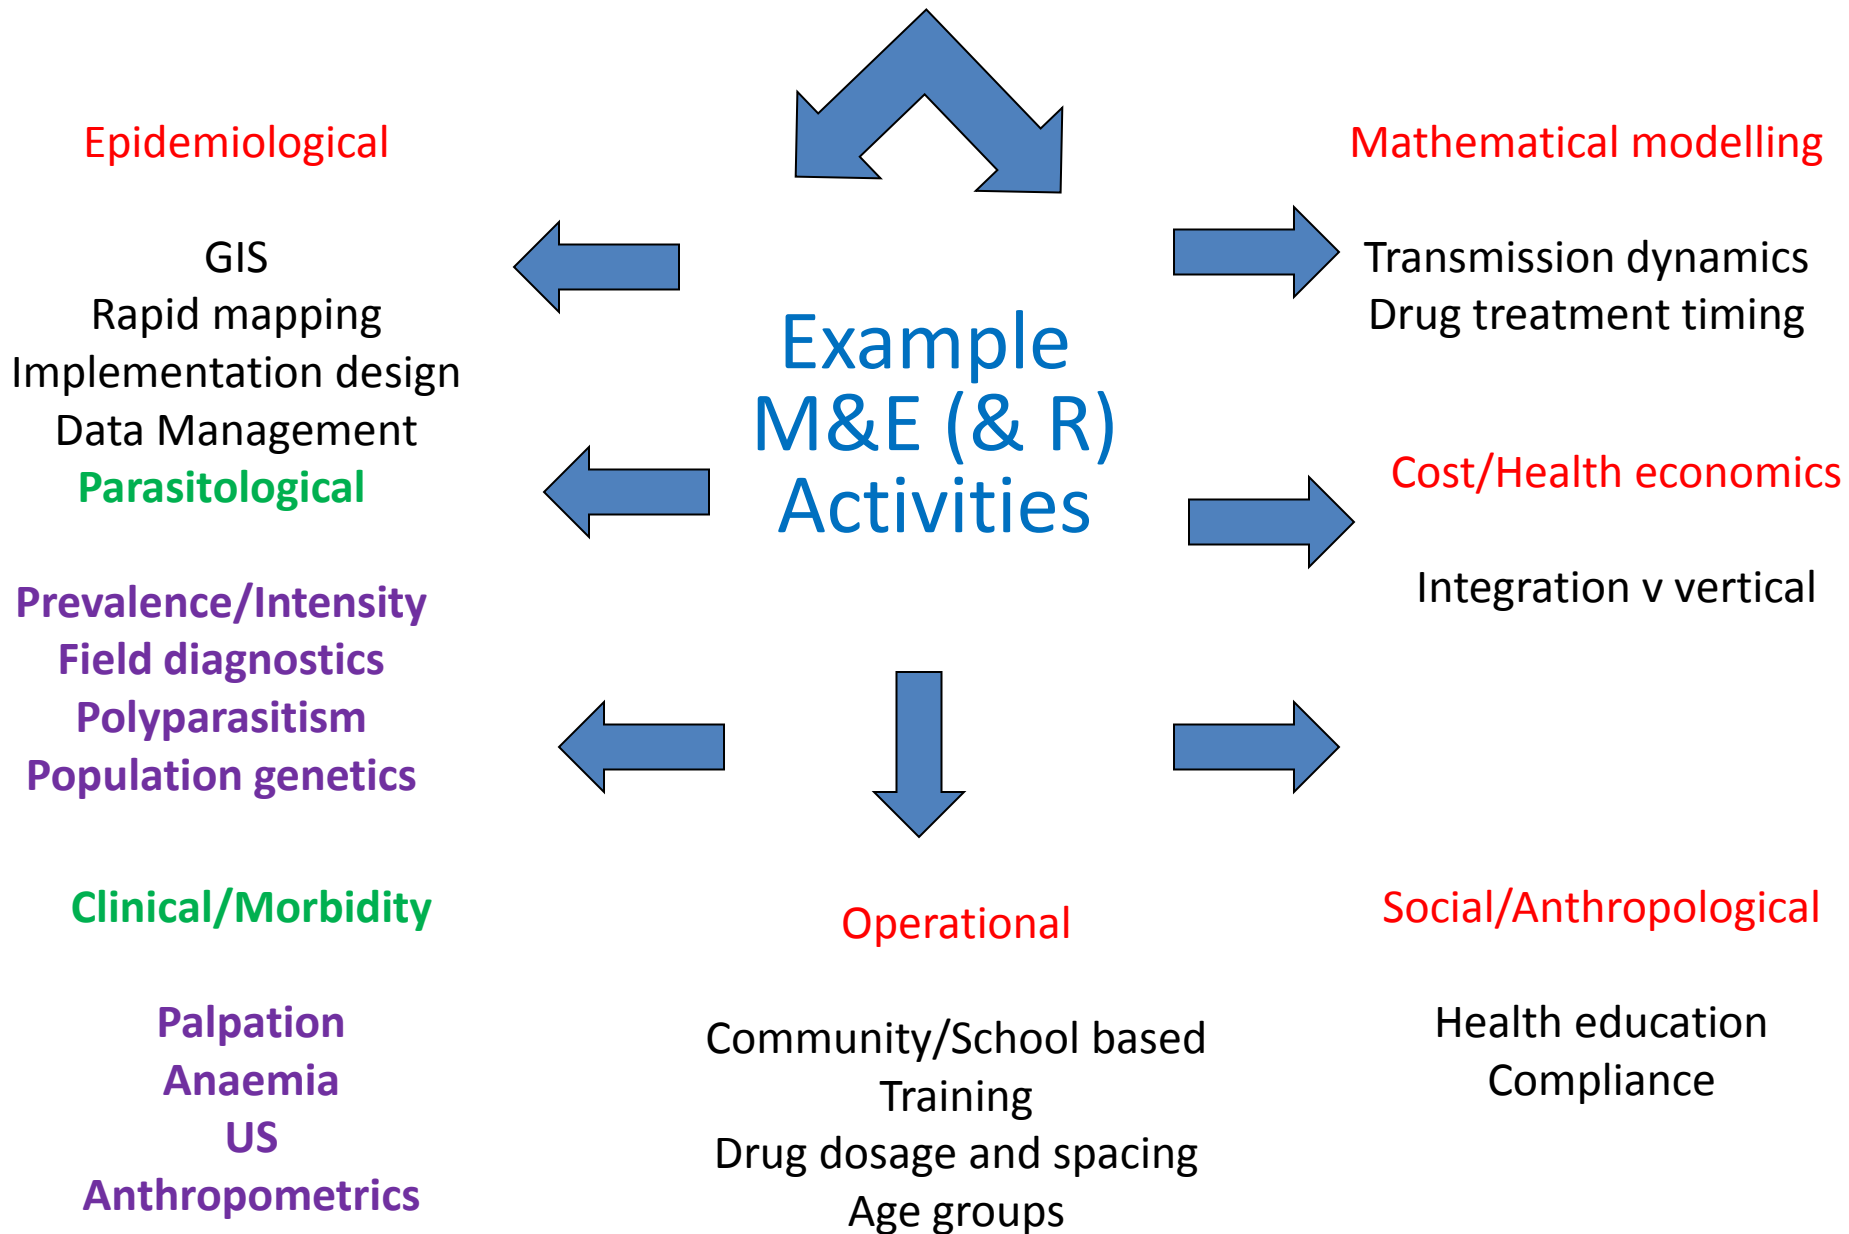 Epidemiological
GIS
Rapid mapping
Implementation design
Data Management
Parasitological
Prevalence/Intensity
Field diagnostics
Polyparasitism
Population genetics
Clinical/Morbidity
Palpation
Anaemia
US
Anthropometrics
Example
M&E (& R)
Activities
Operational
Community/School based
Training
Drug dosage and spacing
Age groups
Mathematical modelling
Transmission dynamics
Drug treatment timing
Cost/Health economics
Integration v vertical
Social/Anthropological
Health education
Compliance